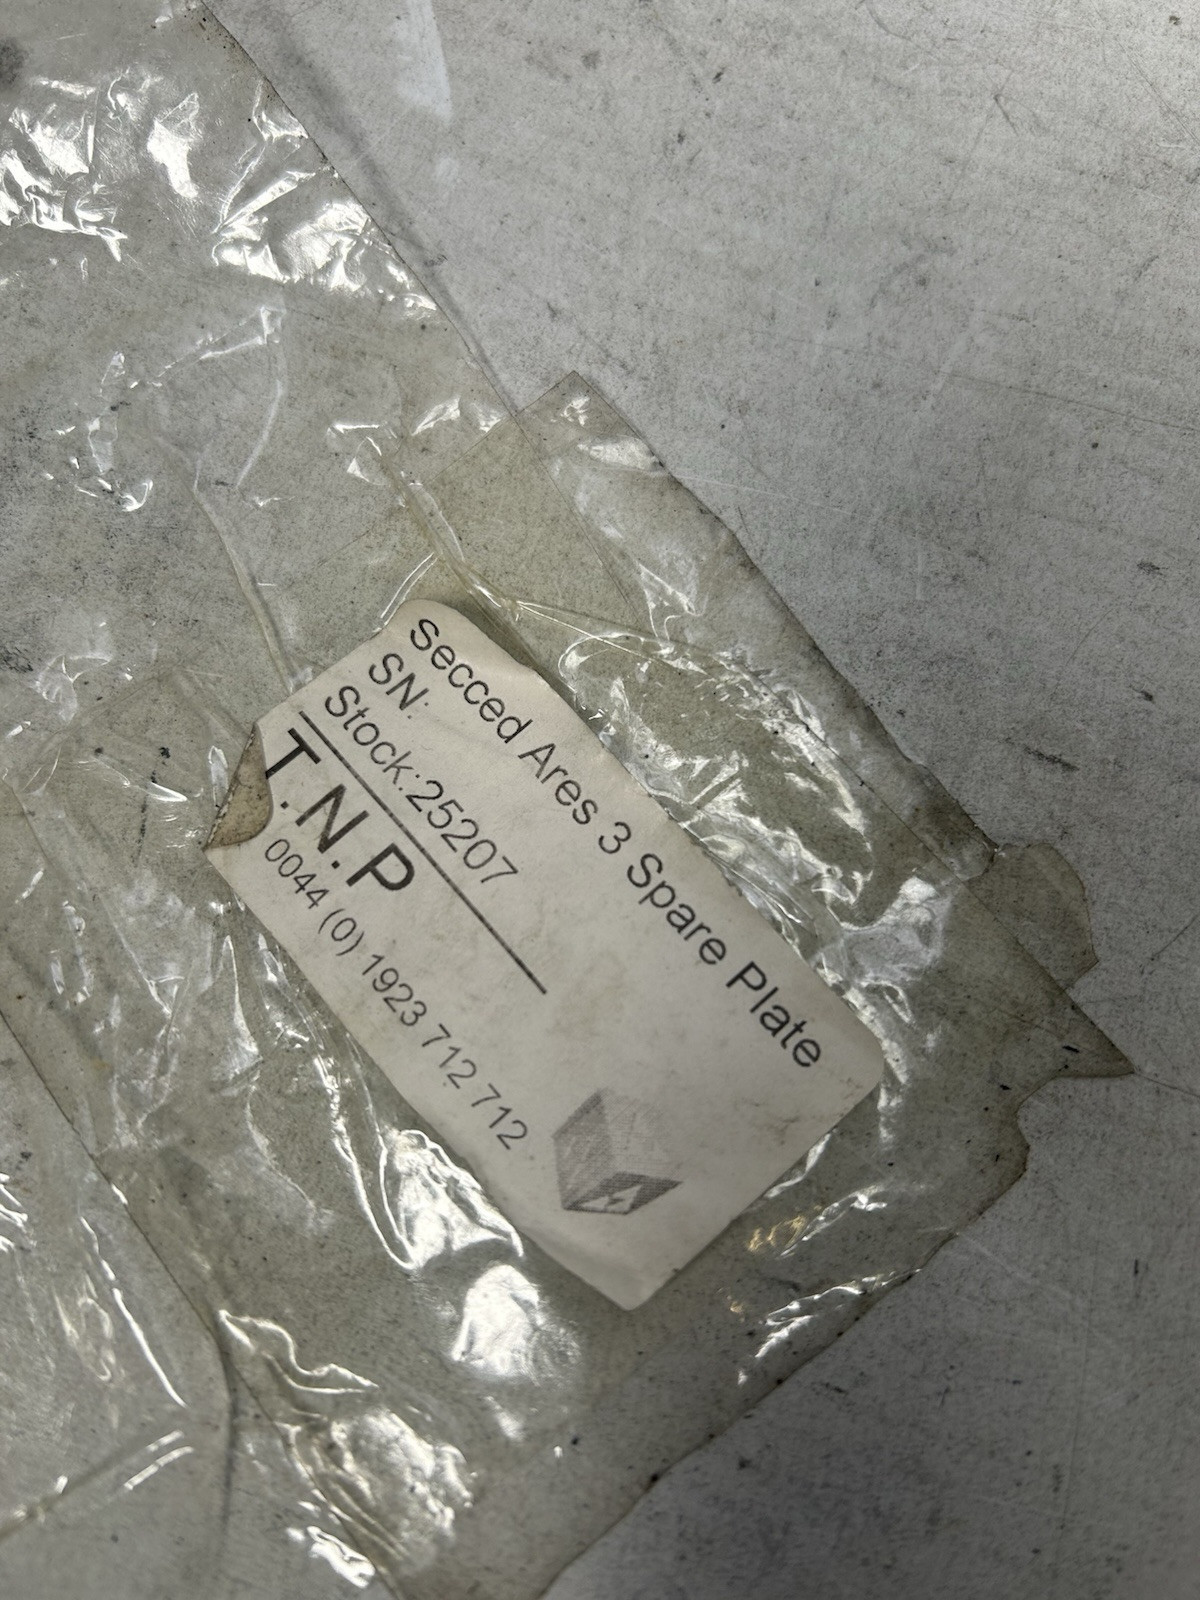 Secced Ares 3 Spare Plate
SN:
Stock:25207
T.N.P
0044 (0) 1923 712 712